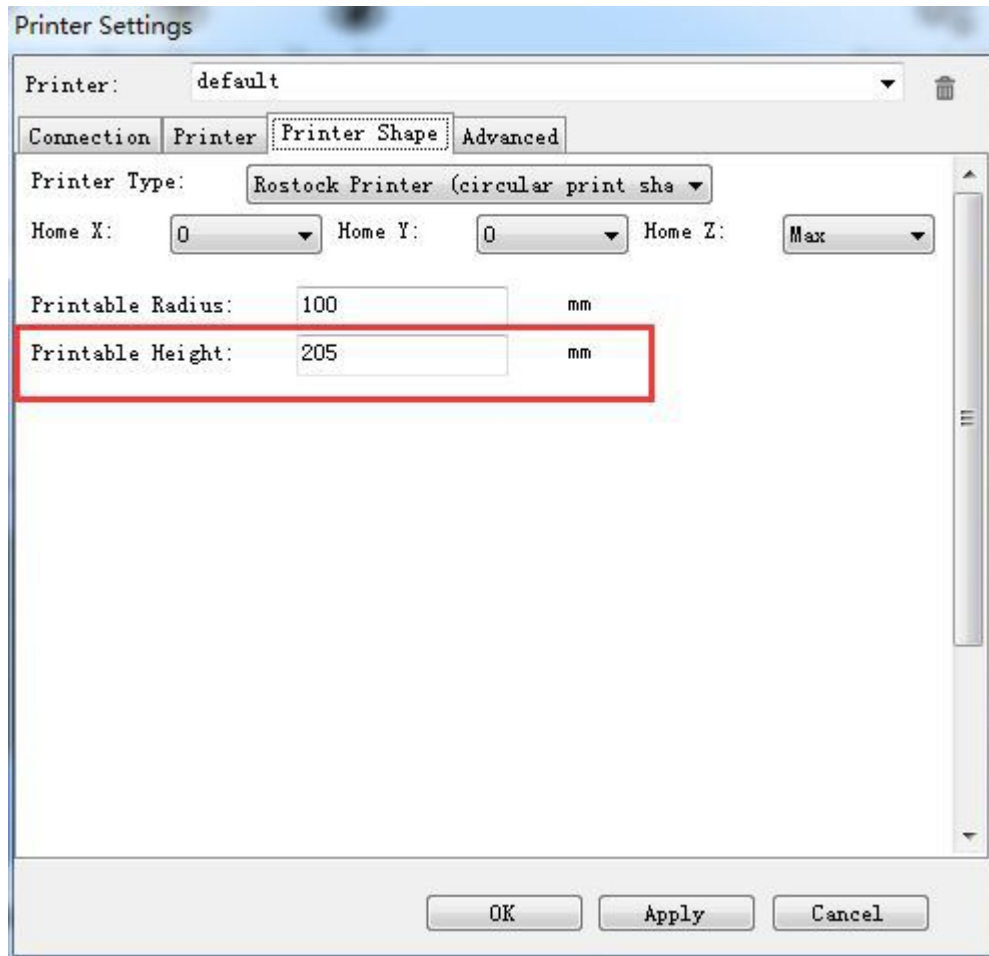 Printer Settings
Printer: default
Connection Printer Printer Shape Advanced
Printer Type: Rostock Printer (circular print sha
Home X: 0 Home Y: 0 Home Z: Max
Printable Radius: 100 mm
Printable Height: 205 mm
OK Apply Cancel